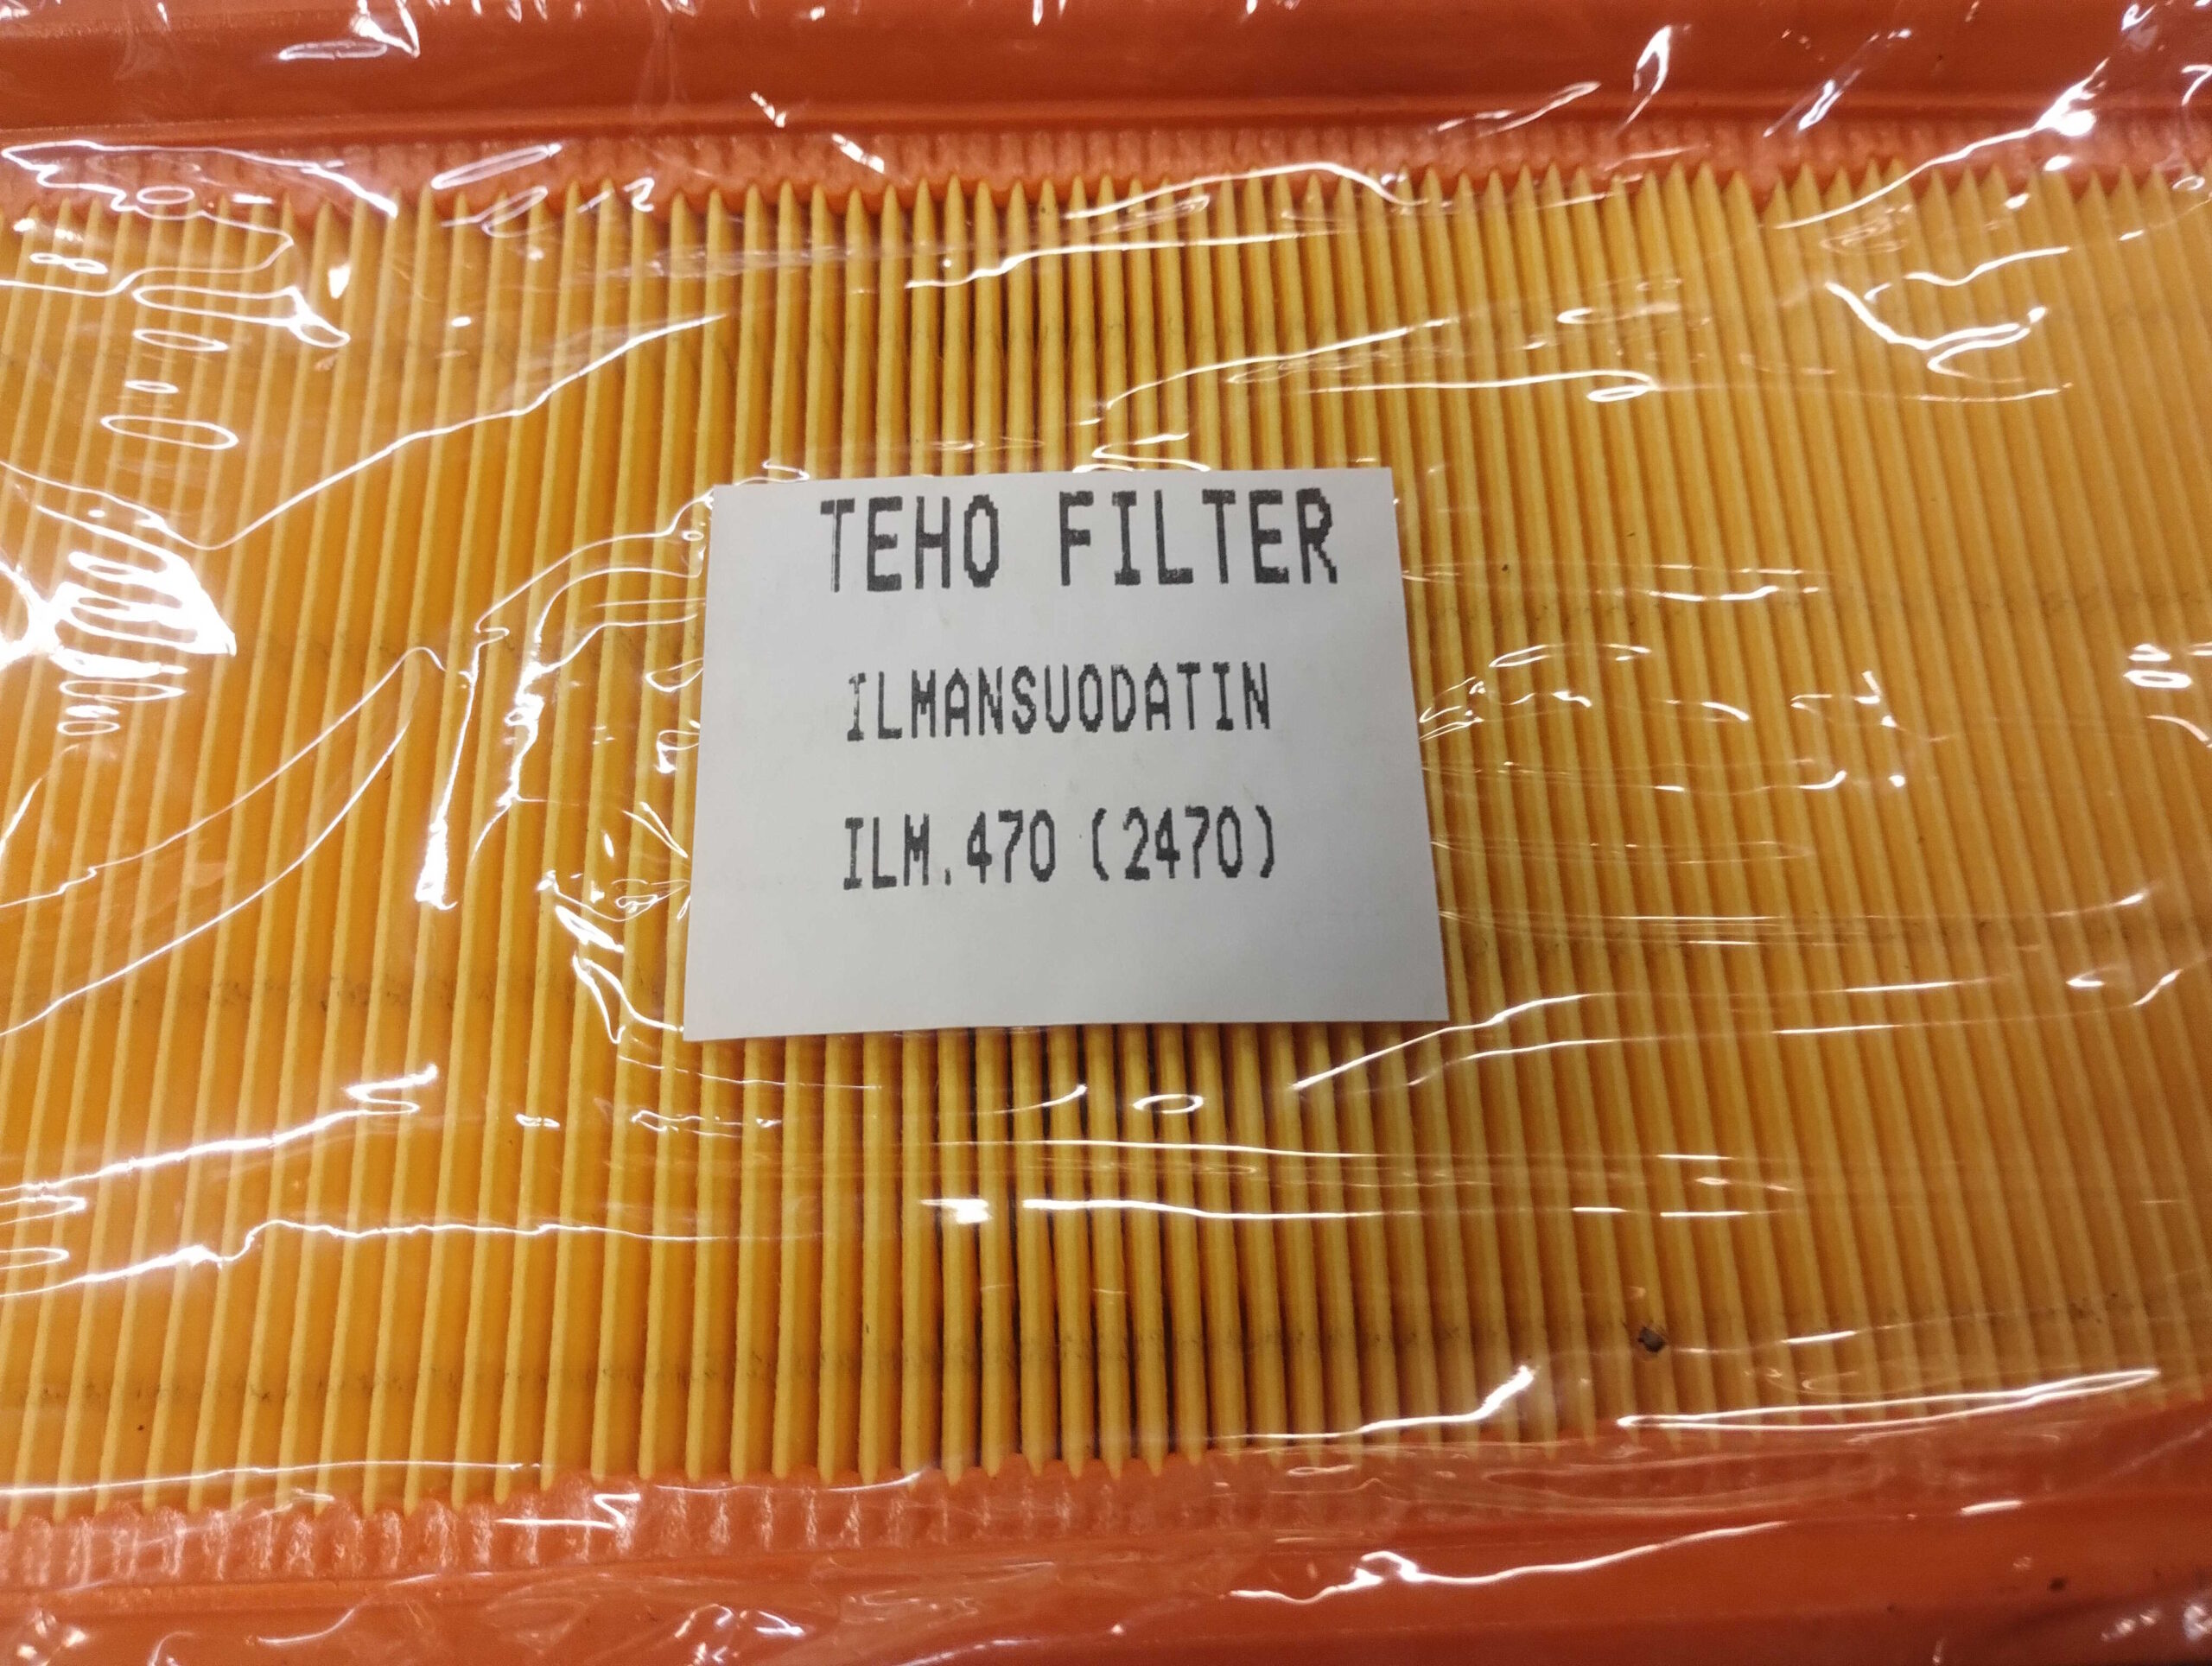 TEHO FILTER
ILMANSUODATIN
ILM.470 (2470)